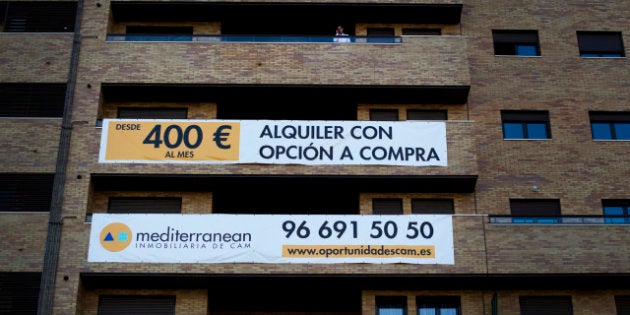 DESDE
400 €
AL MES
ALQUILER CON
OPCIÓN A COMPRA
mediterranean
INMOBILIARIA DE CAM
96 691 50 50
www.oportunidadescam.es